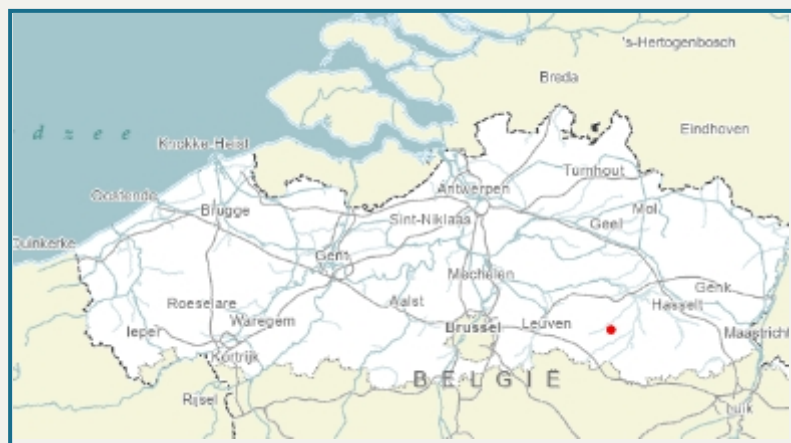 's-Hertogenbosch
Breda
d z e e
Eindhoven
Knokke-Heist
Turnhout
Antwerpen
Oostende
Mol
Brugge
Sint-Niklaas
Geel
Duinkerke
Gent
Mechelen
Genk
Roeselare
Aalst
Hasselt
Waregem
Leuven
Ieper
Brussel
Maastricht
Kortrijk
BELGIË
Rijsel
Luik